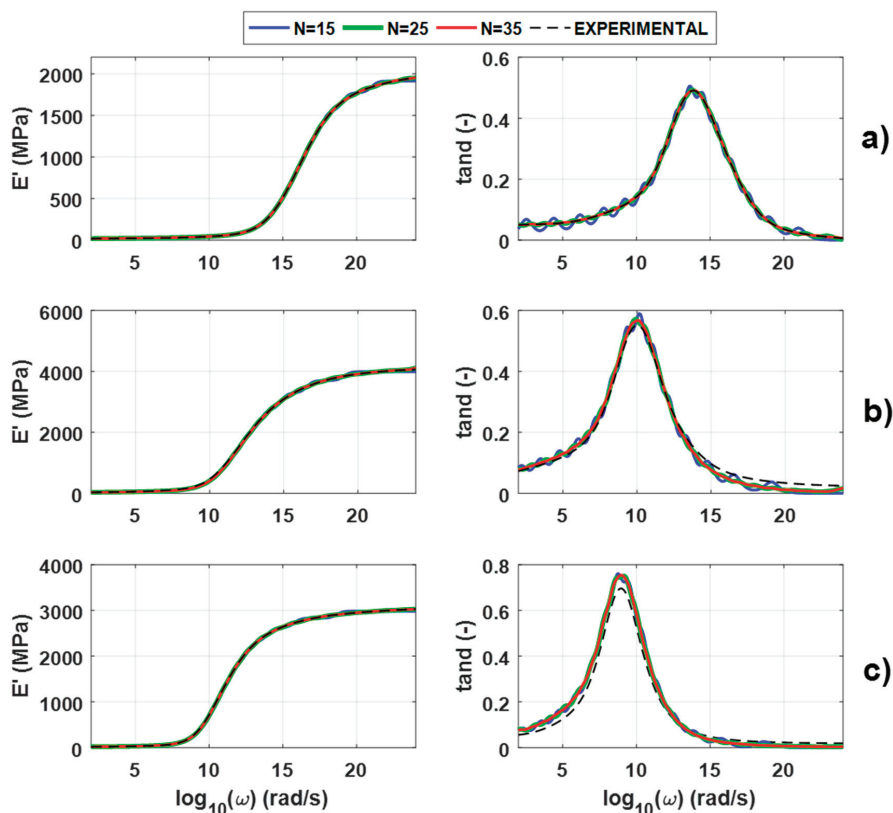 N=15 N=25 N=35 EXPERIMENTAL
E' (MPa)
2000
1500
1000
500
0
5 10 15 20
tand (-)
0.6
0.4
0.2
0
5 10 15 20
a)
E' (MPa)
6000
4000
2000
0
5 10 15 20
tand (-)
0.6
0.4
0.2
0
5 10 15 20
b)
E' (MPa)
4000
3000
2000
1000
0
5 10 15 20
log10(ω) (rad/s)
tand (-)
0.8
0.6
0.4
0.2
0
5 10 15 20
log10(ω) (rad/s)
c)